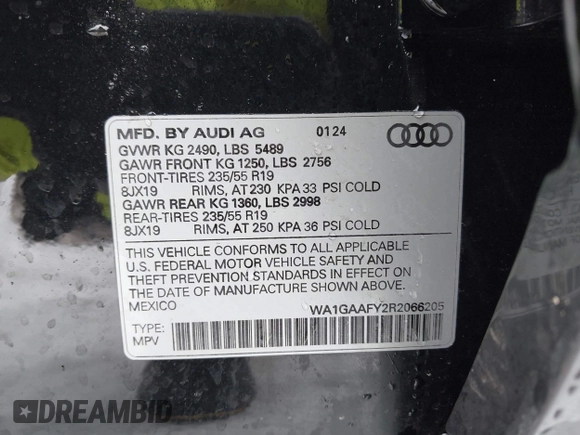 MFD. BY AUDI AG 0124
GVWR KG 2490, LBS 5489
GAWR FRONT KG 1250, LBS 2756
FRONT-TIRES 235/55 R19
8JX19 RIMS, AT 230 KPA 33 PSI COLD
GAWR REAR KG 1360, LBS 2998
REAR-TIRES 235/55 R19
8JX19 RIMS, AT 250 KPA 36 PSI COLD
THIS VEHICLE CONFORMS TO ALL APPLICABLE
U.S. FEDERAL MOTOR VEHICLE SAFETY AND
THEFT PREVENTION STANDARDS IN EFFECT ON
THE DATE OF MANUFACTURE SHOWN ABOVE.
MEXICO WA1GAAFY2R2066205
TYPE:
MPV
DREAMBID